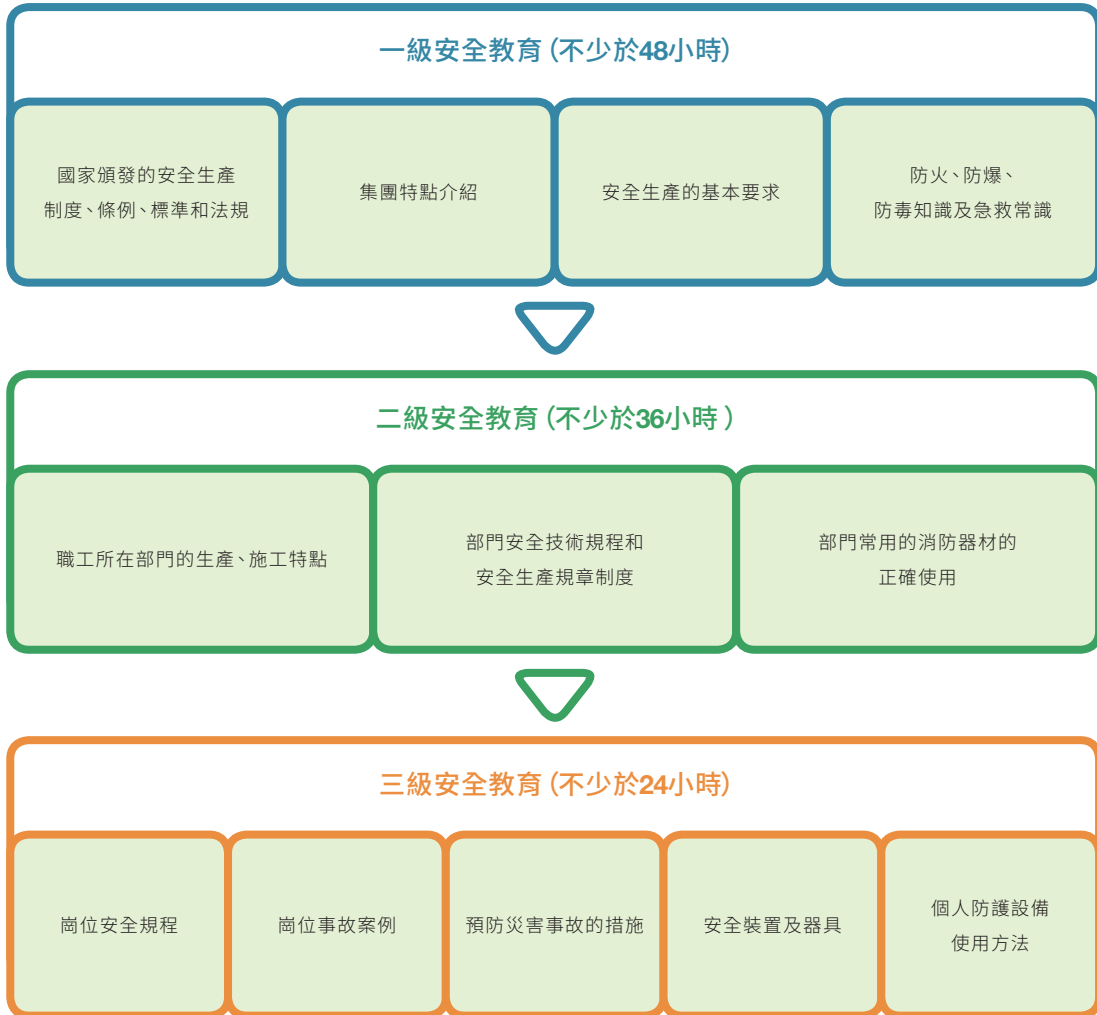 一級安全教育(不少於48小時)
國家頒發的安全生產
制度、條例、標準和法規
集團特點介紹
安全生產的基本要求
防火、防爆、
防毒知識及急救常識
二級安全教育(不少於36小時)
職工所在部門的生產、施工特點
部門安全技術規程和
安全生產規章制度
部門常用的消防器材的
正確使用
三級安全教育(不少於24小時)
崗位安全規程
崗位事故案例
預防災害事故的措施
安全裝置及器具
個人防護設備
使用方法